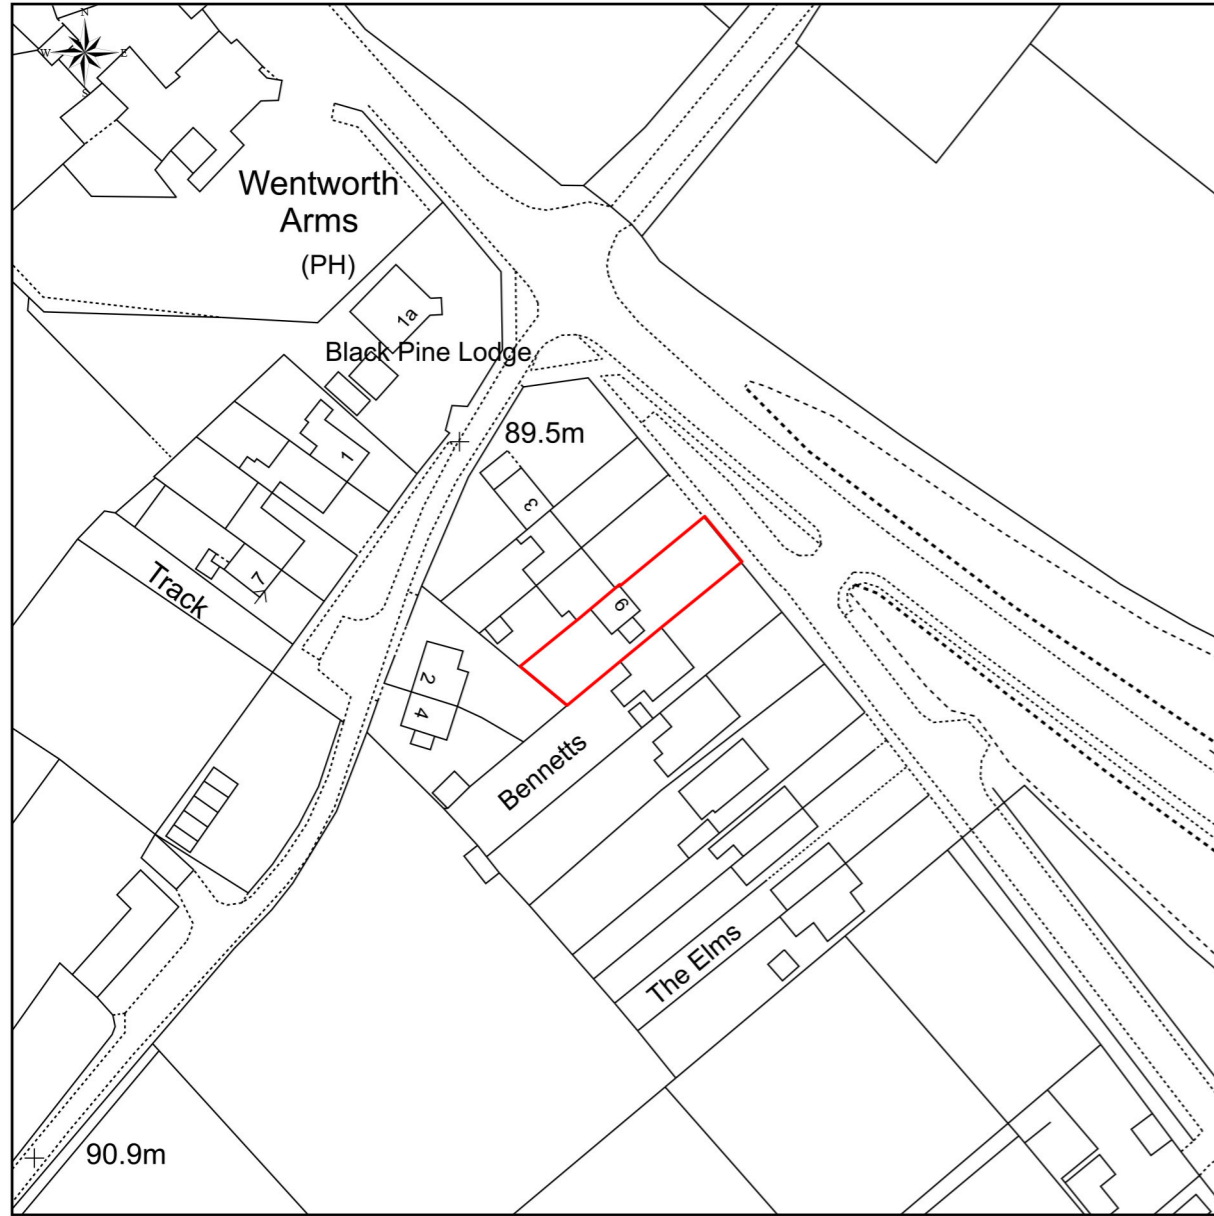 N
W E
S
Wentworth
Arms
(PH)
1a
Black Pine Lodge
89.5m
1
3
7
Track
6
2
4
Bennetts
The Elms
90.9m